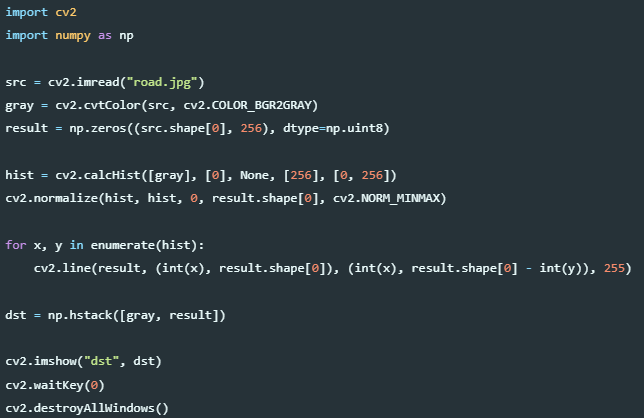 import cv2
import numpy as np
src = cv2.imread("road.jpg")
gray = cv2.cvtColor(src, cv2.COLOR_BGR2GRAY)
result = np.zeros((src.shape[0], 256), dtype=np.uint8)
hist = cv2.calcHist([gray], [0], None, [256], [0, 256])
cv2.normalize(hist, hist, 0, result.shape[0], cv2.NORM_MINMAX)
for x, y in enumerate(hist):
    cv2.line(result, (int(x), result.shape[0]), (int(x), result.shape[0] - int(y)), 255)
dst = np.hstack([gray, result])
cv2.imshow("dst", dst)
cv2.waitKey(0)
cv2.destroyAllWindows()